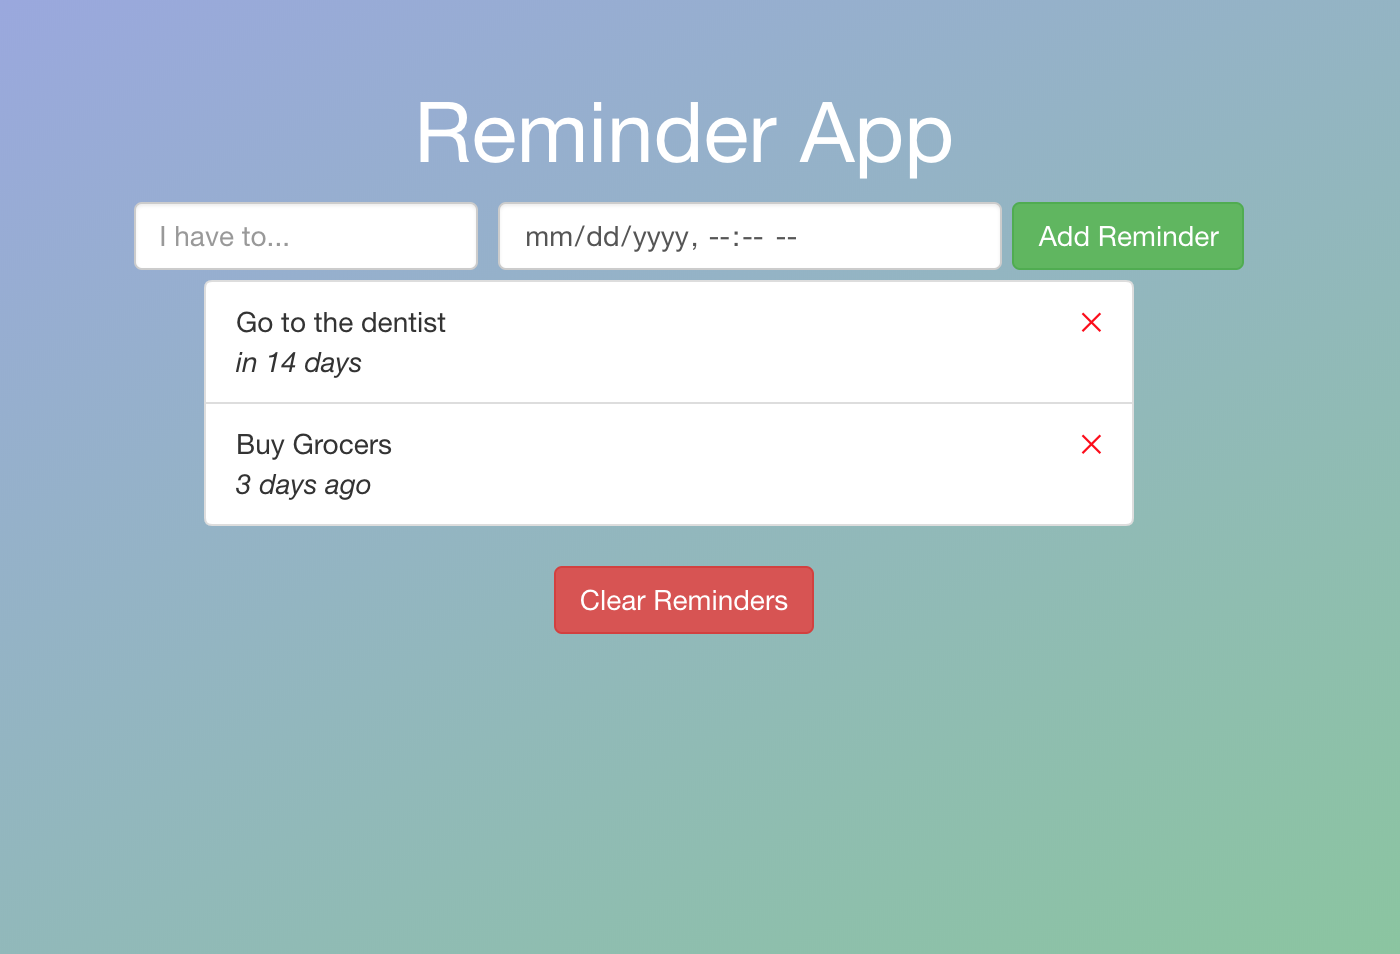 Reminder App
I have to...
mm/dd/yyyy, --:-- --
Add Reminder
Go to the dentist
in 14 days
Buy Grocers
3 days ago
Clear Reminders